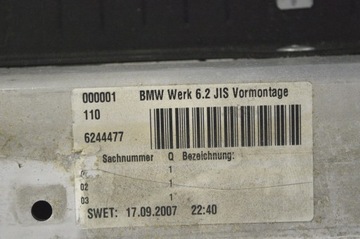 000001 BMW Werk 6.2 JIS Vormontage
110
6244477
Sachnummer Q Bezeichnung:
1
02 1
03 1
SWET: 17.09.2007 22:40